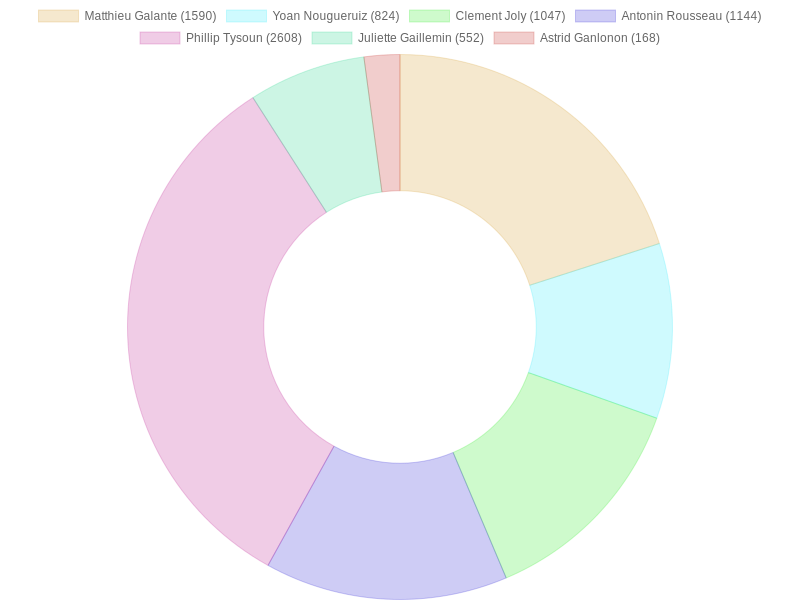 Matthieu Galante (1590) Yoan Nougueruiz (824) Clement Joly (1047) Antonin Rousseau (1144)
Phillip Tysoun (2608) Juliette Gaillemin (552) Astrid Ganlonon (168)